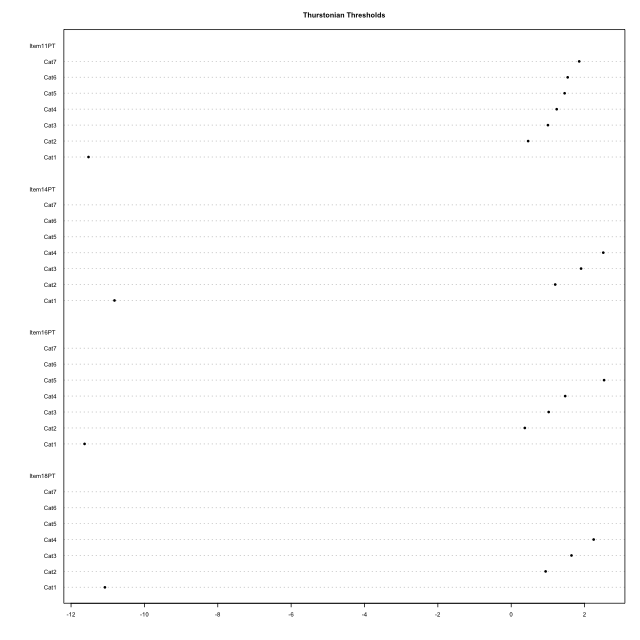 Thurstonian Thresholds
Item11PT
Cat7
Cat6
Cat5
Cat4
Cat3
Cat2
Cat1
Item14PT
Cat7
Cat6
Cat5
Cat4
Cat3
Cat2
Cat1
Item16PT
Cat7
Cat6
Cat5
Cat4
Cat3
Cat2
Cat1
Item18PT
Cat7
Cat6
Cat5
Cat4
Cat3
Cat2
Cat1
-12 -10 -8 -6 -4 -2 0 2